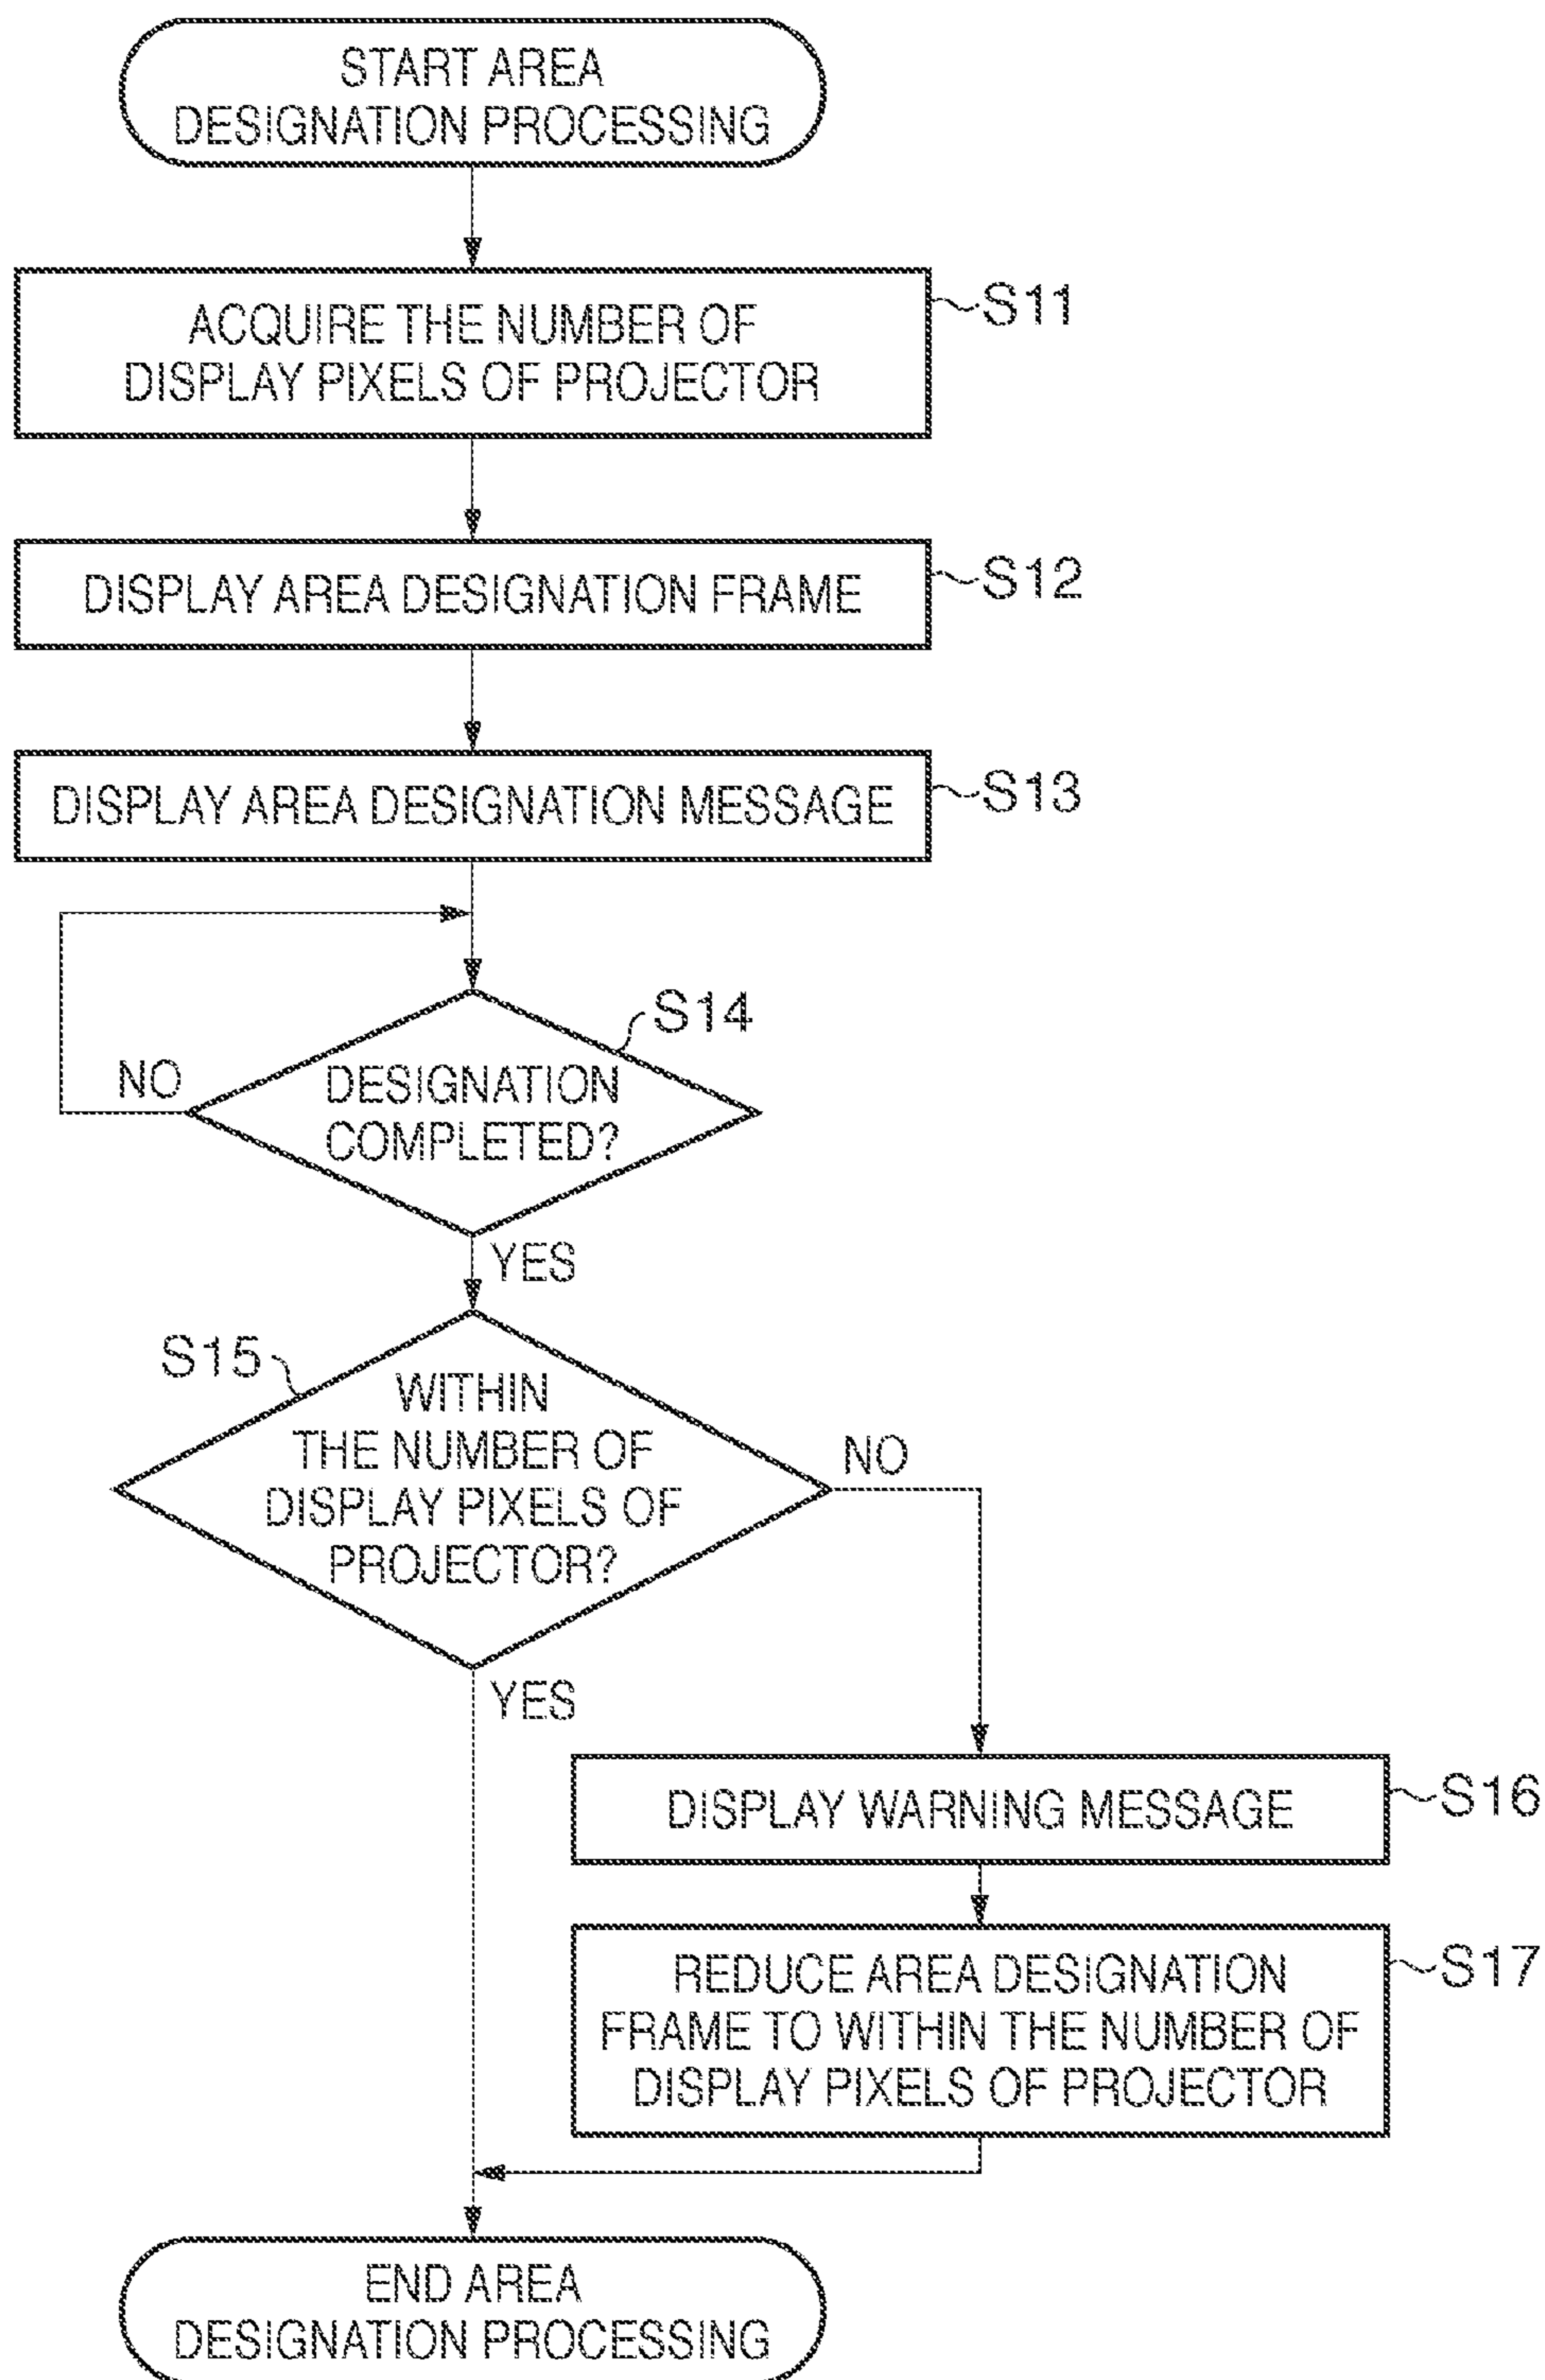 START AREA
DESIGNATION PROCESSING
ACQUIRE THE NUMBER OF
DISPLAY PIXELS OF PROJECTOR
S11
DISPLAY AREA DESIGNATION FRAME
S12
DISPLAY AREA DESIGNATION MESSAGE
S13
S14
NO
DESIGNATION
COMPLETED?
YES
S15
WITHIN
THE NUMBER OF
DISPLAY PIXELS OF
PROJECTOR?
NO
YES
DISPLAY WARNING MESSAGE
S16
REDUCE AREA DESIGNATION
FRAME TO WITHIN THE NUMBER OF
DISPLAY PIXELS OF PROJECTOR
S17
END AREA
DESIGNATION PROCESSING